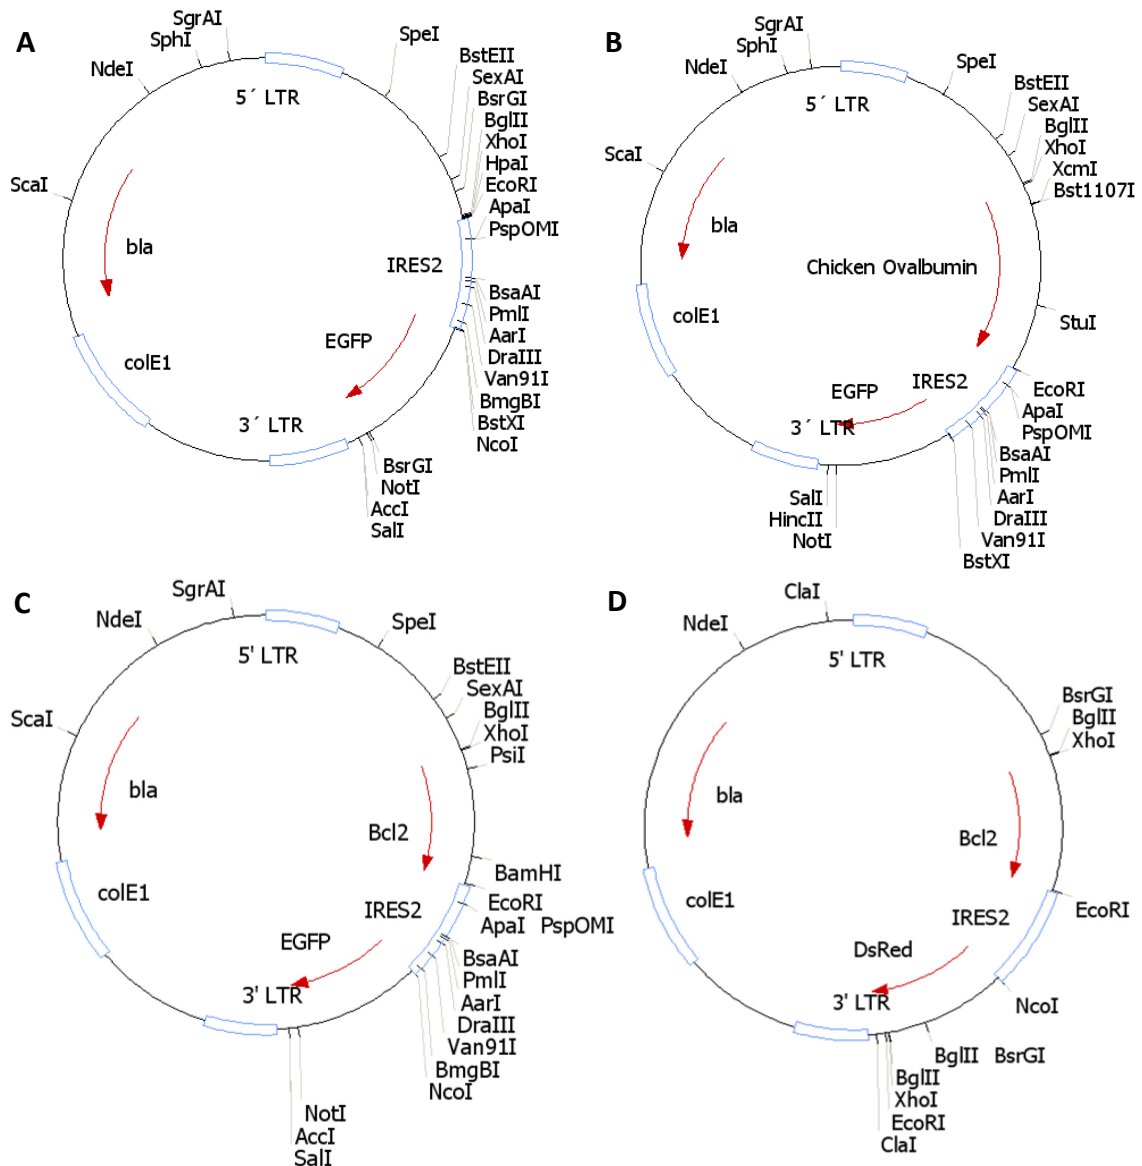 A
SgrAI
SphI
NdeI
ScaI
5´ LTR
SpeI
BstEII
SexAI
BsrGI
BglII
XhoI
HpaI
EcoRI
ApaI
PspOMI
IRES2
bla
BsaAI
PmlI
AarI
DraIII
Van91I
BmgBI
BstXI
NcoI
EGFP
colE1
3´ LTR
BsrGI
NotI
AccI
SalI
B
SgrAI
SphI
NdeI
ScaI
5´ LTR
SpeI
BstEII
SexAI
BglII
XhoI
XcmI
Bst1107I
bla
Chicken Ovalbumin
colE1
StuI
IRES2
EGFP
3´ LTR
EcoRI
ApaI
PspOMI
BsaAI
PmlI
AarI
DraIII
Van91I
BstXI
SalI
HincII
NotI
C
SgrAI
NdeI
ScaI
5' LTR
SpeI
BstEII
SexAI
BglII
XhoI
PsiI
bla
Bcl2
BamHI
colE1
EcoRI
IRES2
ApaI PspOMI
EGFP
BsaAI
PmlI
AarI
DraIII
Van91I
BmgBI
NcoI
3' LTR
NotI
AccI
SalI
D
ClaI
NdeI
5' LTR
BsrGI
BglII
XhoI
bla
Bcl2
colE1
EcoRI
IRES2
DsRed
NcoI
3' LTR
BglII BsrGI
BglII
XhoI
EcoRI
ClaI